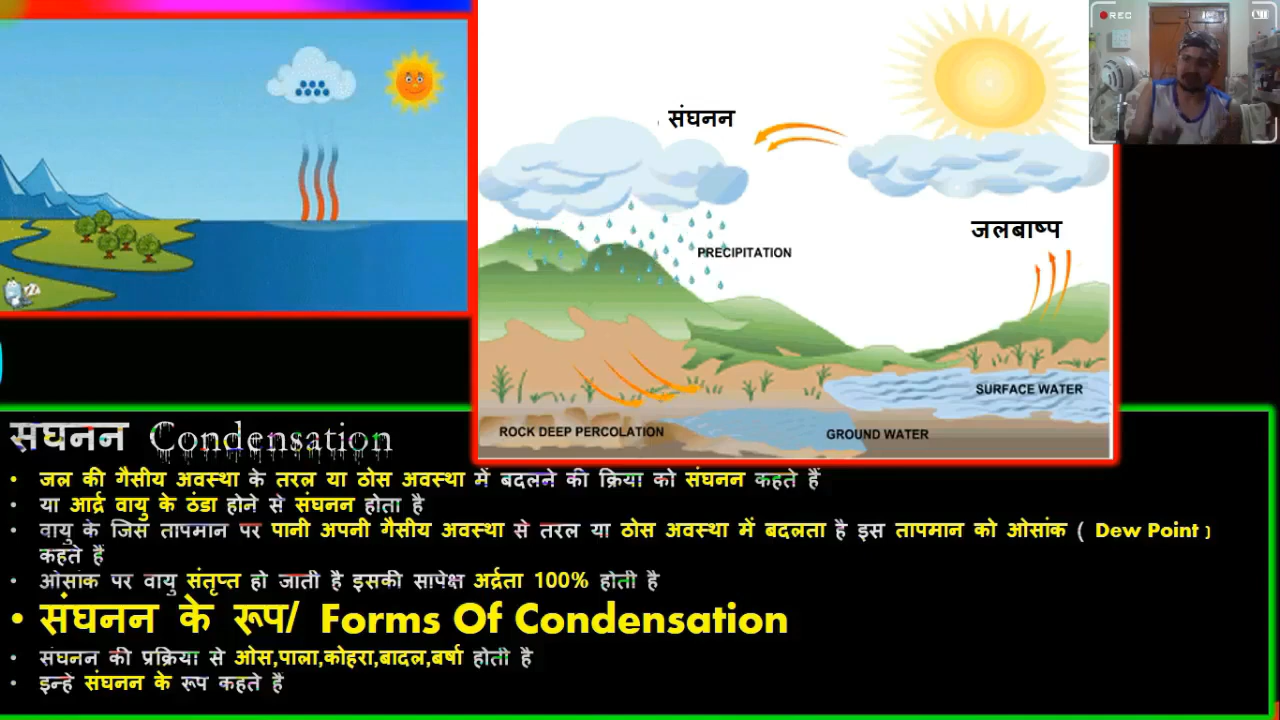 REC
संघनन
जलबाष्प
PRECIPITATION
SURFACE WATER
ROCK DEEP PERCOLATION
GROUND WATER
संघनन Condensation
• जल की गैसीय अवस्था के तरल या ठोस अवस्था में बदलने की क्रिया को संघनन कहते हैं
• या आर्द्र वायु के ठंडा होने से संघनन होता है
• वायु के जिस तापमान पर पानी अपनी गैसीय अवस्था से तरल या ठोस अवस्था में बदलता है इस तापमान को ओसांक ( Dew Point )
कहते हैं
• ओसांक पर वायु संतृप्त हो जाती है इसकी सापेक्ष अर्द्रता 100% होती है
• संघनन के रूप/ Forms Of Condensation
• संघनन की प्रक्रिया से ओस,पाला,कोहरा,बादल,बर्षा होती है
• इन्हे संघनन के रूप कहते है